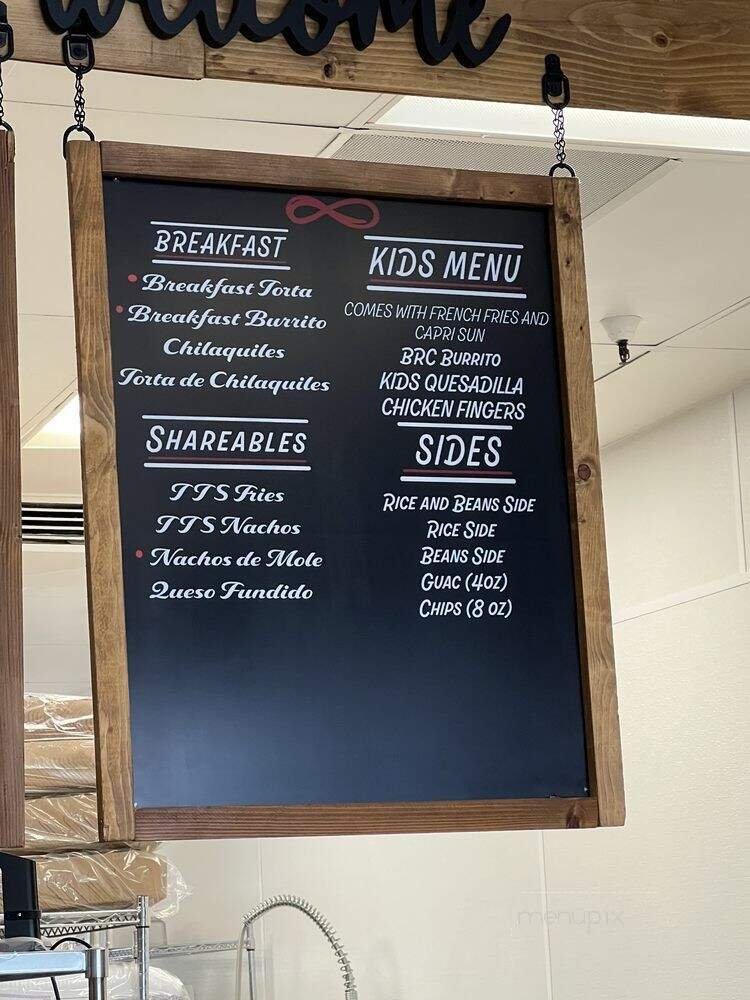 welcome
BREAKFAST
Breakfast Torta
Breakfast Burrito
Chilaquiles
Torta de Chilaquiles
SHAREABLES
TTS Fries
TTS Nachos
Nachos de Mole
Queso Fundido
KIDS MENU
COMES WITH FRENCH FRIES AND
CAPRI SUN
BRC BURRITO
KIDS QUESADILLA
CHICKEN FINGERS
SIDES
RICE AND BEANS SIDE
RICE SIDE
BEANS SIDE
GUAC (4OZ)
CHIPS (8 OZ)
menupix